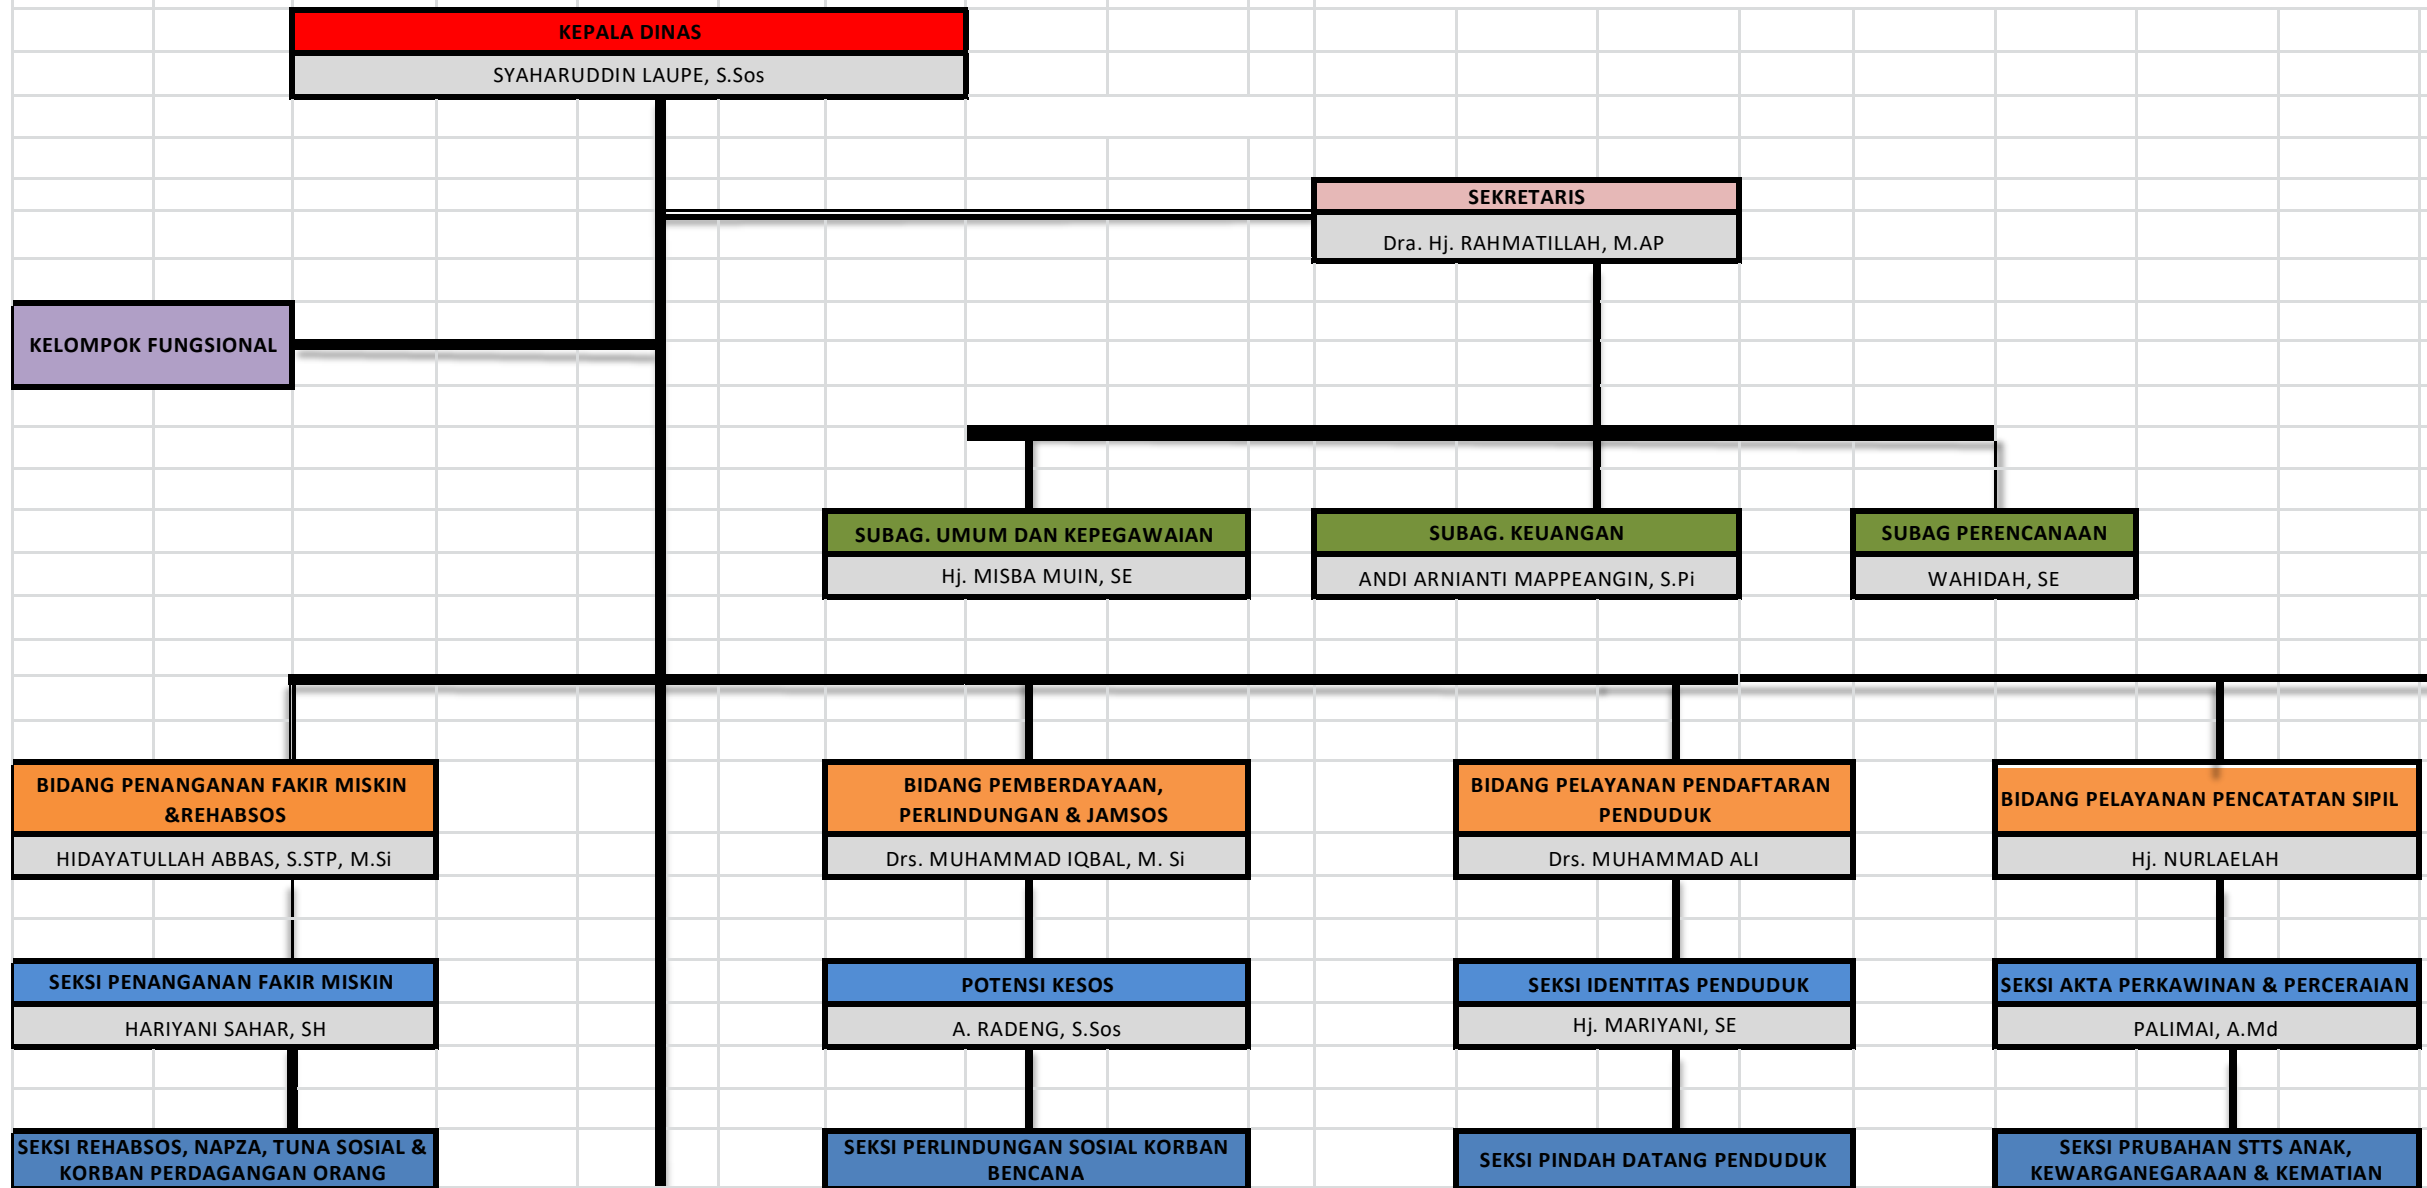 KEPALA DINAS
SYAHARUDDIN LAUPE, S.Sos
SEKRETARIS
Dra. Hj. RAHMATILLAH, M.AP
KELOMPOK FUNGSIONAL
SUBAG. UMUM DAN KEPEGAWAIAN
Hj. MISBA MUIN, SE
SUBAG. KEUANGAN
ANDI ARNIANTI MAPPEANGIN, S.Pi
SUBAG PERENCANAAN
WAHIDAH, SE
BIDANG PENANGANAN FAKIR MISKIN
&REHABSOS
HIDAYATULLAH ABBAS, S.STP, M.Si
BIDANG PEMBERDAYAAN,
PERLINDUNGAN & JAMSOS
Drs. MUHAMMAD IQBAL, M. Si
BIDANG PELAYANAN PENDAFTARAN
PENDUDUK
Drs. MUHAMMAD ALI
BIDANG PELAYANAN PENCATATAN SIPIL
Hj. NURLAELAH
SEKSI PENANGANAN FAKIR MISKIN
HARIYANI SAHAR, SH
POTENSI KESOS
A. RADENG, S.Sos
SEKSI IDENTITAS PENDUDUK
Hj. MARIYANI, SE
SEKSI AKTA PERKAWINAN & PERCERAIAN
PALIMAI, A.Md
SEKSI REHABSOS, NAPZA, TUNA SOSIAL &
KORBAN PERDAGANGAN ORANG
SEKSI PERLINDUNGAN SOSIAL KORBAN
BENCANA
SEKSI PINDAH DATANG PENDUDUK
SEKSI PRUBAHAN STTS ANAK,
KEWARGANEGARAAN & KEMATIAN